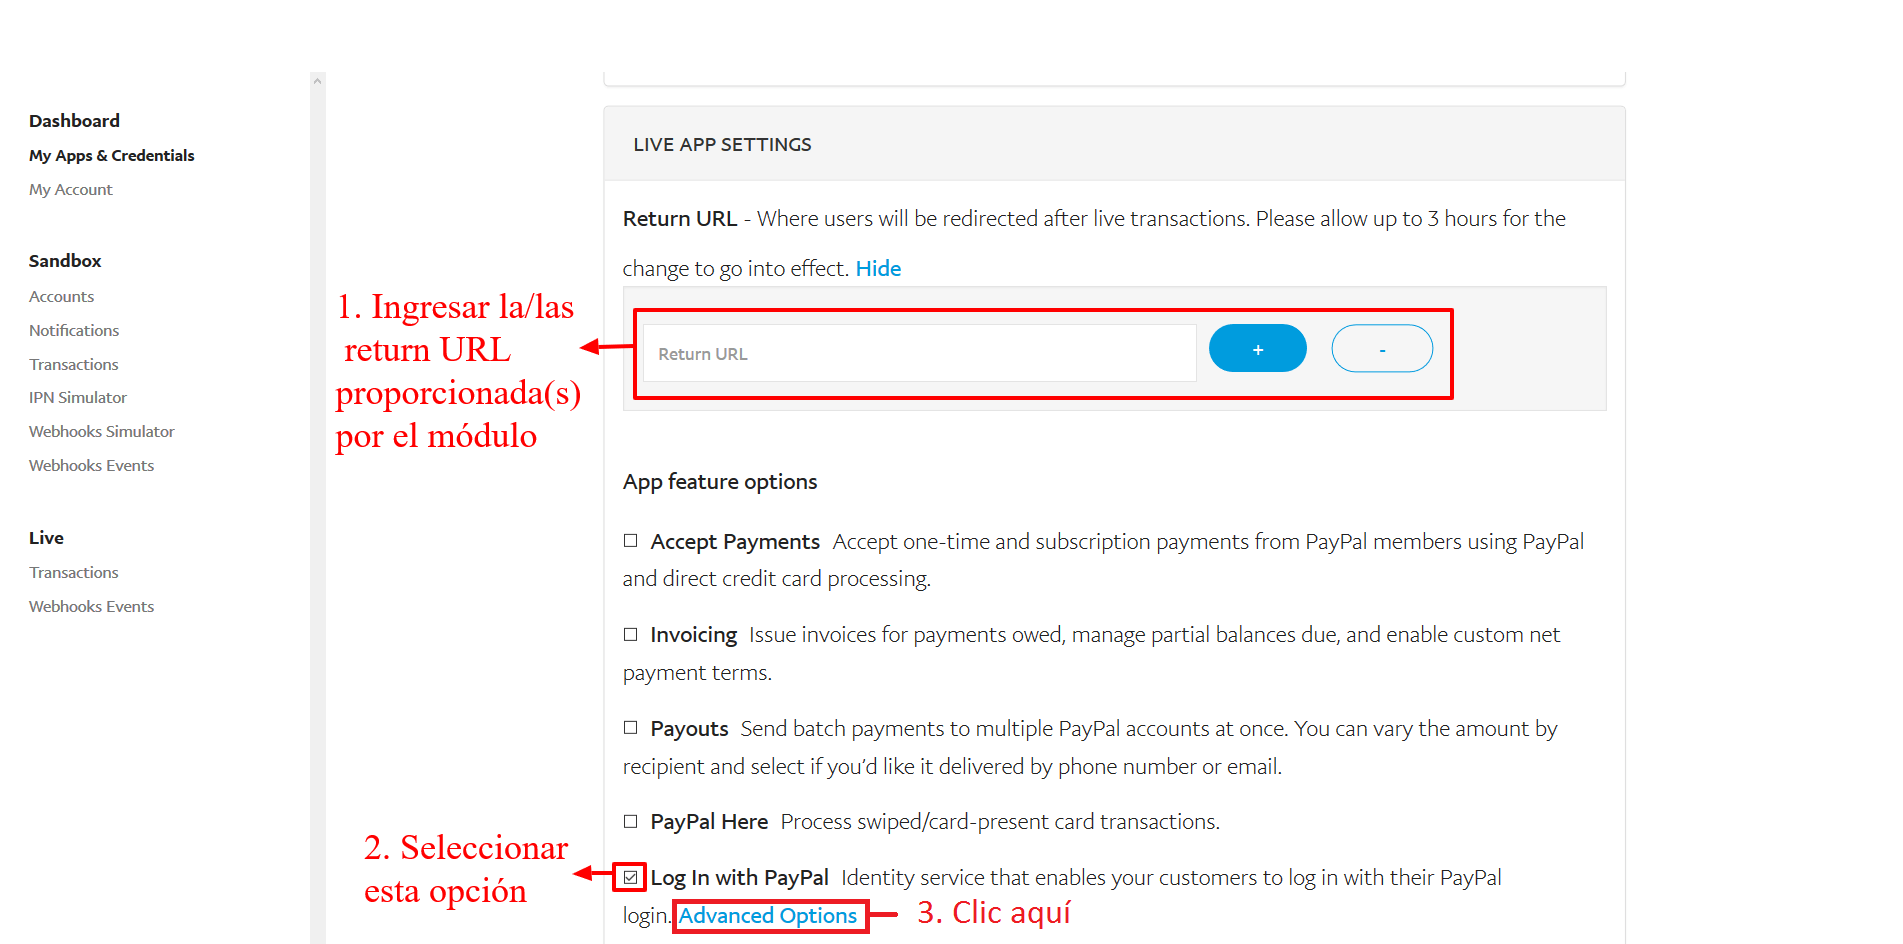 Dashboard
My Apps & Credentials
My Account
Sandbox
Accounts
Notifications
Transactions
IPN Simulator
Webhooks Simulator
Webhooks Events
Live
Transactions
Webhooks Events
LIVE APP SETTINGS
Return URL - Where users will be redirected after live transactions. Please allow up to 3 hours for the
change to go into effect. Hide
1. Ingresar la/las
return URL
proporcionada(s)
por el módulo
Return URL
+
-
App feature options
Accept Payments Accept one-time and subscription payments from PayPal members using PayPal
and direct credit card processing.
Invoicing Issue invoices for payments owed, manage partial balances due, and enable custom net
payment terms.
Payouts Send batch payments to multiple PayPal accounts at once. You can vary the amount by
recipient and select if you'd like it delivered by phone number or email.
PayPal Here Process swiped/card-present card transactions.
2. Seleccionar
esta opción
Log In with PayPal Identity service that enables your customers to log in with their PayPal
login. Advanced Options
3. Clic aquí